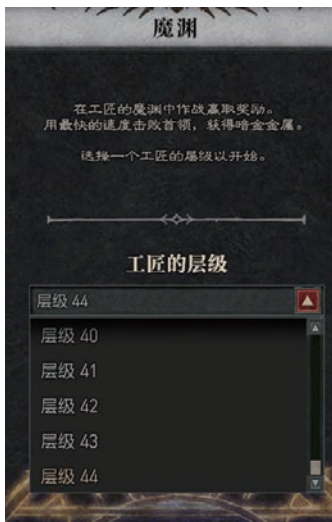 魔渊
在工匠的魔渊中作战赢取奖励。
用最快的速度击败首领，获得暗金金属。
选择一个工匠的层级以开始。
工匠的层级
层级 44
层级 40
层级 41
层级 42
层级 43
层级 44